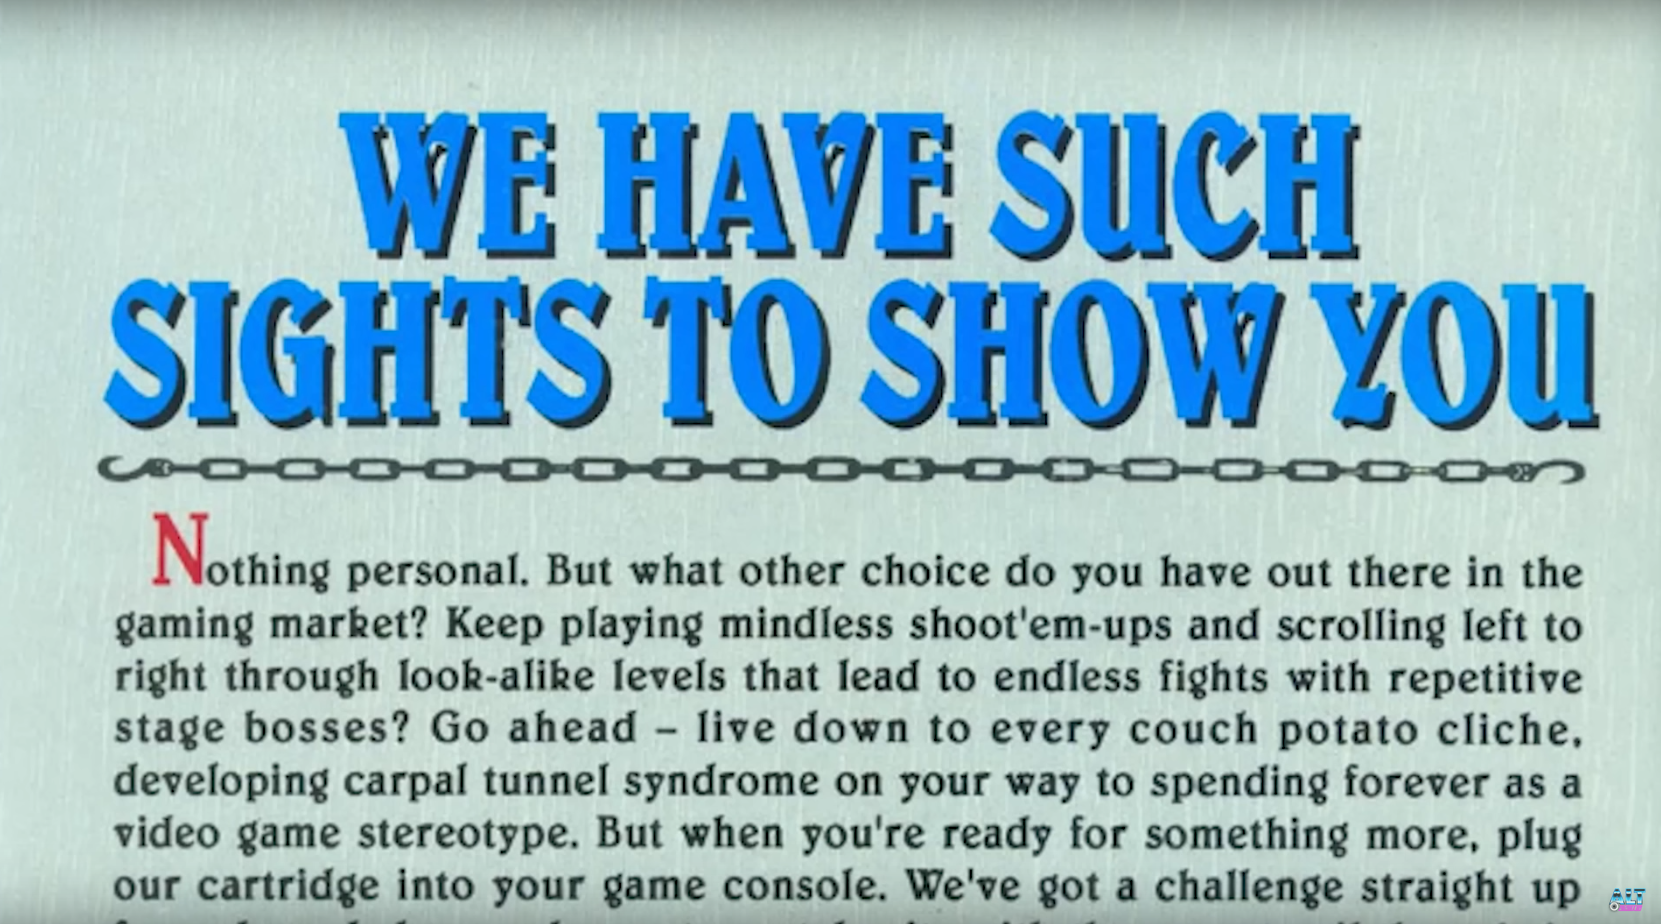 WE HAVE SUCH
SIGHTS TO SHOW YOU
Nothing personal. But what other choice do you have out there in the
gaming market? Keep playing mindless shoot'em-ups and scrolling left to
right through look-alike levels that lead to endless fights with repetitive
stage bosses? Go ahead – live down to every couch potato cliche,
developing carpal tunnel syndrome on your way to spending forever as a
video game stereotype. But when you're ready for something more, plug
our cartridge into your game console. We've got a challenge straight up
ALT